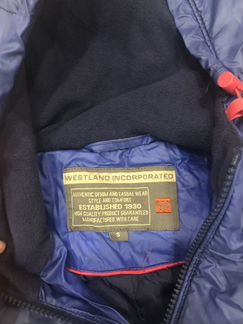 WESTLAND INCORPORATED
AUTHENTIC DENIM AND CASUAL WEAR
STYLE AND COMFORT
ESTABLISHED 1930
HIGH QUALITY PRODUCT GUARANTEED
MANUFACTURED WITH CARE
S